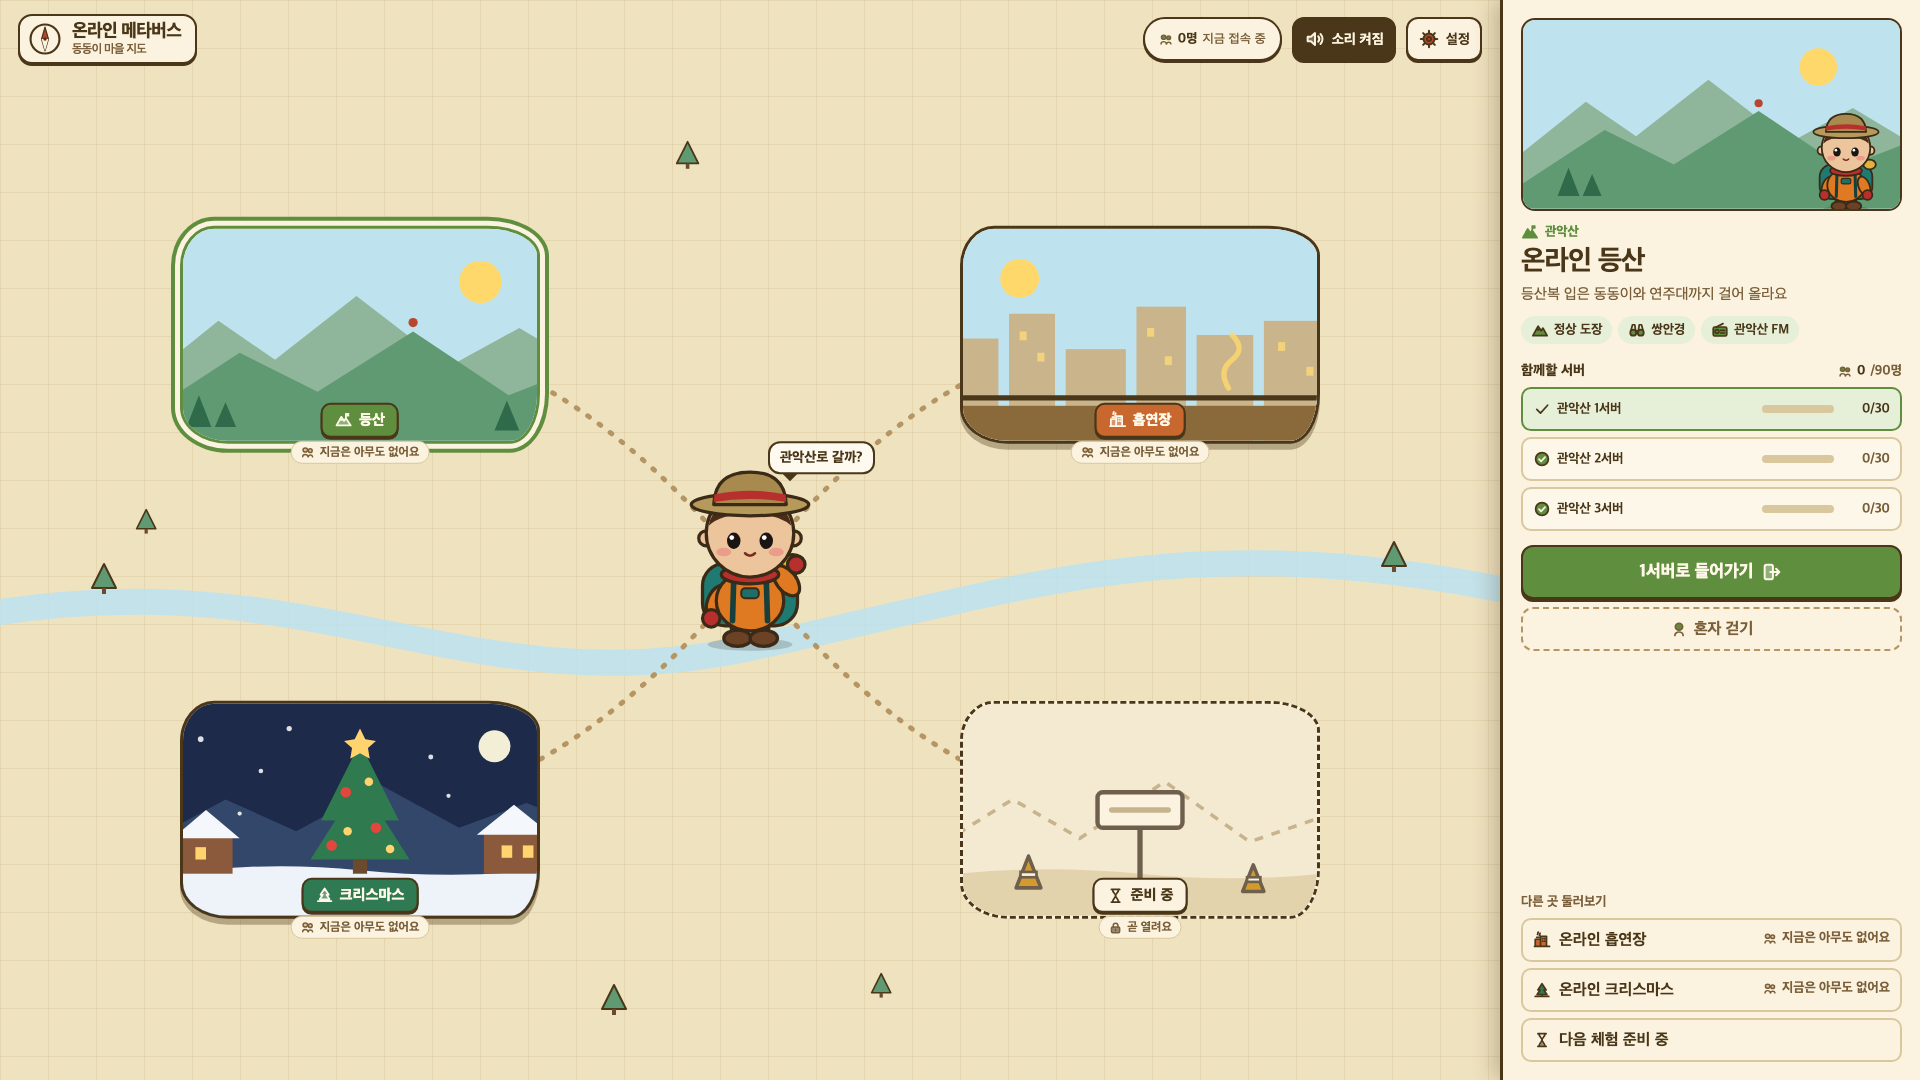 온라인 메타버스
동동이 마을 지도
0명 지금 접속 중
소리 켜짐
설정
등산
지금은 아무도 없어요
흡연장
지금은 아무도 없어요
관악산로 갈까?
크리스마스
지금은 아무도 없어요
준비 중
곧 열려요
관악산
온라인 등산
등산복 입은 동동이와 연주대까지 걸어 올라요
정상 도장
쌍안경
관악산 FM
함께할 서버
0 /90명
관악산 1서버
0/30
관악산 2서버
0/30
관악산 3서버
0/30
1서버로 들어가기
혼자 걷기
다른 곳 둘러보기
온라인 흡연장
지금은 아무도 없어요
온라인 크리스마스
지금은 아무도 없어요
다음 체험 준비 중